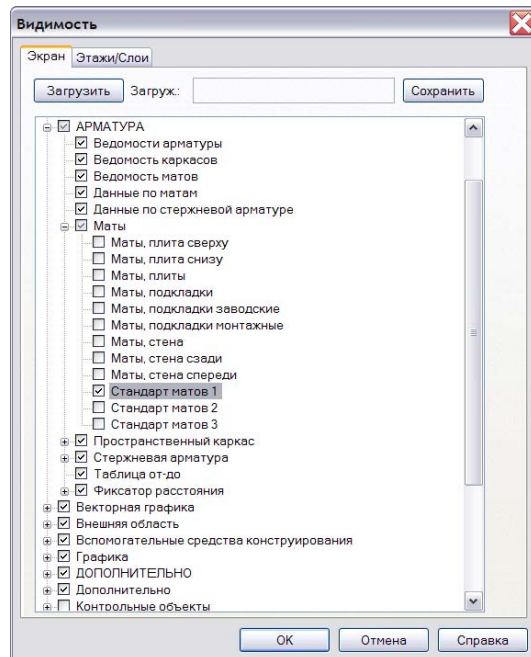 Видимость
Экран Этажи/Слои
Загрузить Загруж.: Сохранить
АРМАТУРА
Ведомости арматуры
Ведомость каркасов
Ведомость матов
Данные по матам
Данные по стержневой арматуре
Маты
Маты, плита сверху
Маты, плита снизу
Маты, плиты
Маты, подкладки
Маты, подкладки заводские
Маты, подкладки монтажные
Маты, стена
Маты, стена сзади
Маты, стена спереди
Стандарт матов 1
Стандарт матов 2
Стандарт матов 3
Пространственный каркас
Стержневая арматура
Таблица от-до
Фиксатор расстояния
Векторная графика
Внешняя область
Вспомогательные средства конструирования
Графика
ДОПОЛНИТЕЛЬНО
Дополнительно
Контрольные объекты
OK Отмена Справка